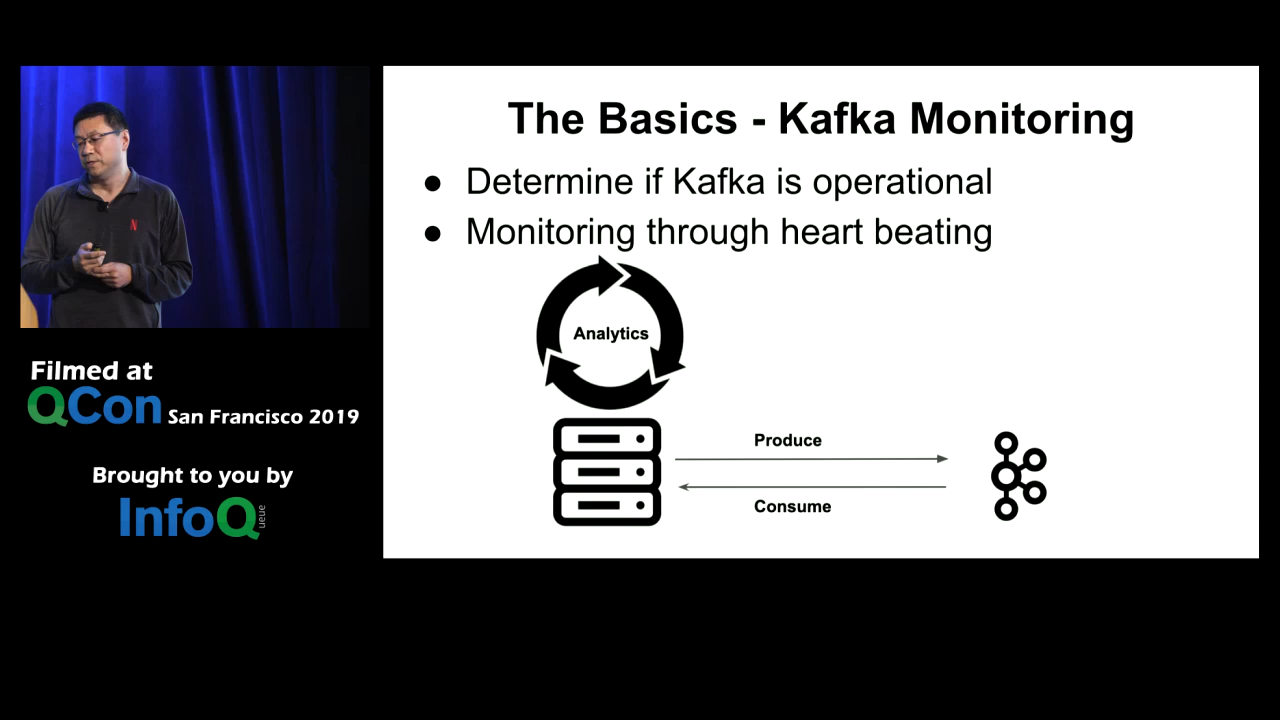 The Basics - Kafka Monitoring
● Determine if Kafka is operational
● Monitoring through heart beating
Analytics
Produce
Consume
N
Filmed at
QCon San Francisco 2019
Brought to you by
InfoQueue